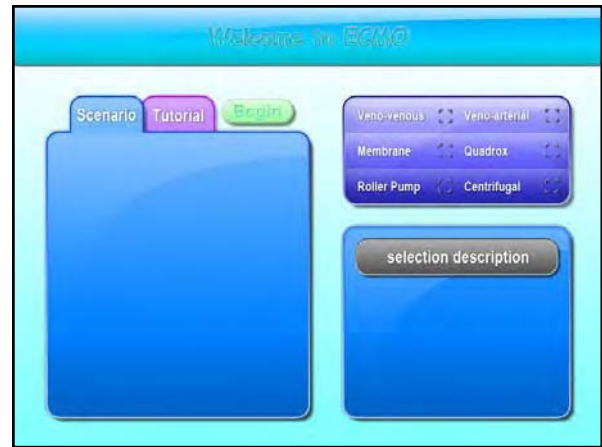 Welcome to ECMO
Scenario Tutorial Begin
Veno-venous Veno-arterial
Membrane Quadrox
Roller Pump Centrifugal
selection description